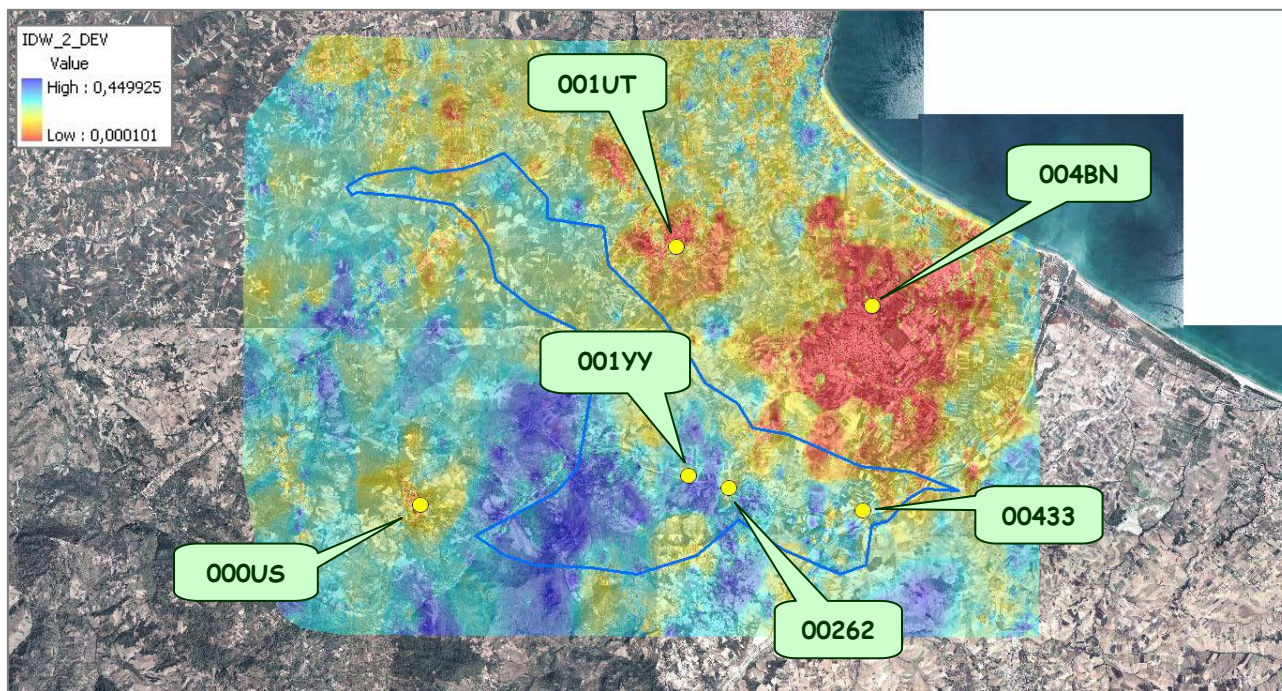 IDW_2_DEV
Value
High : 0,449925
Low : 0,000101
001UT
004BN
001YY
00433
000US
00262